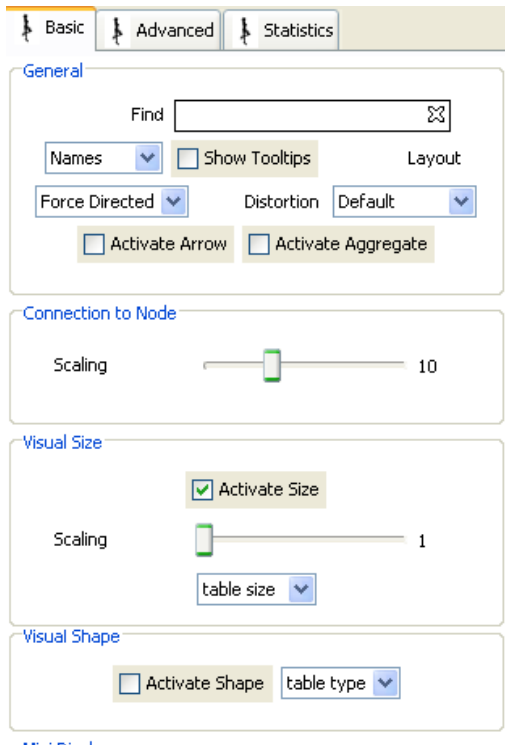 Basic Advanced Statistics
General
Find
Names Show Tooltips Layout
Force Directed Distortion Default
Activate Arrow Activate Aggregate
Connection to Node
Scaling 10
Visual Size
Activate Size
Scaling 1
table size
Visual Shape
Activate Shape table type